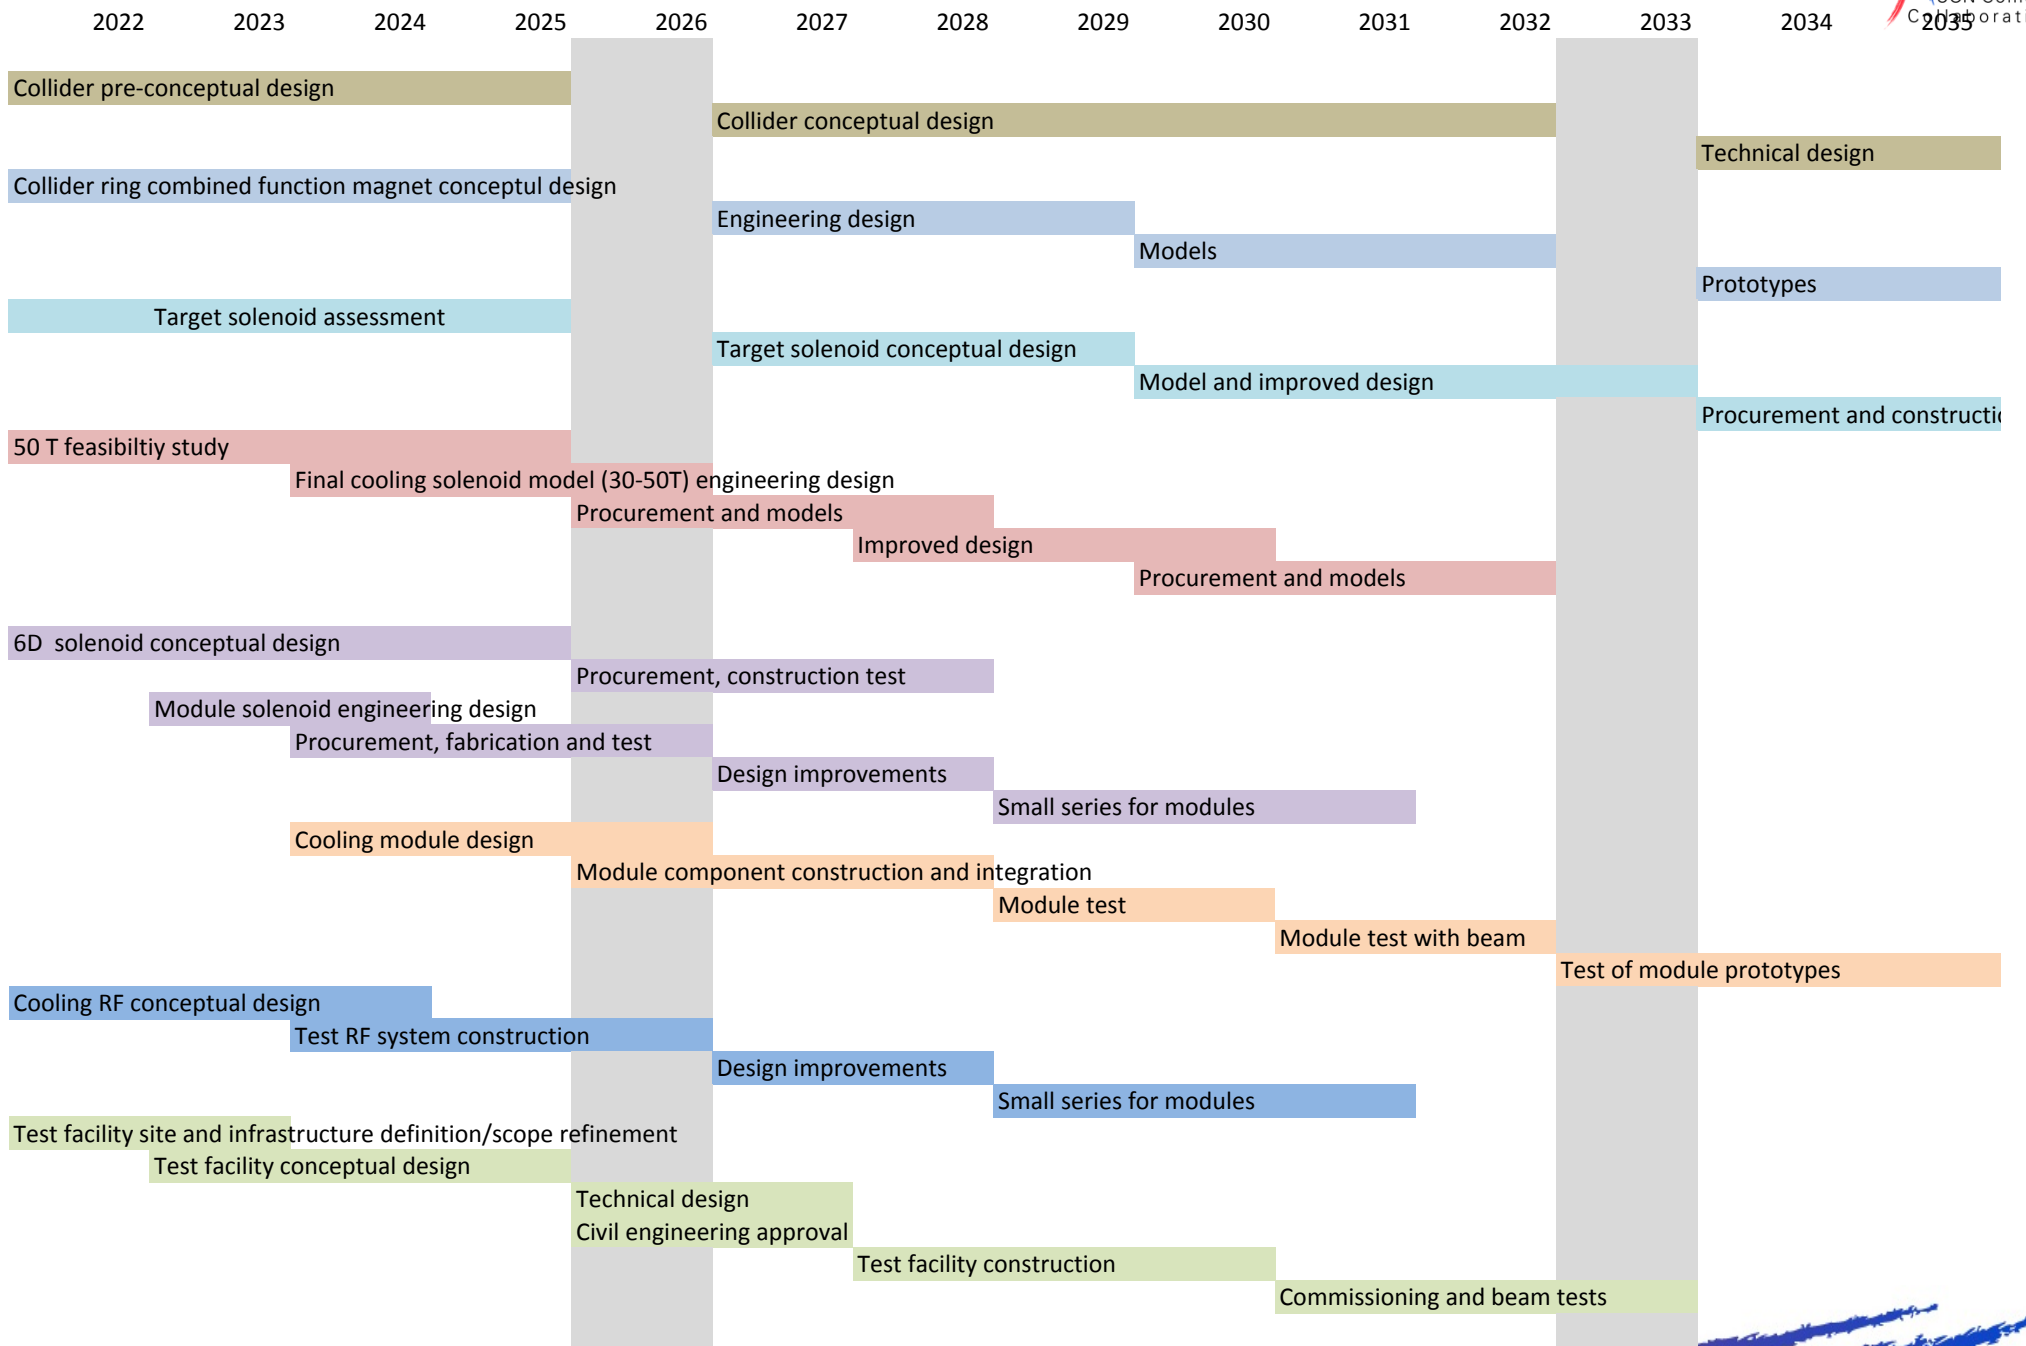 2022 2023 2024 2025 2026 2027 2028 2029 2030 2031 2032 2033 2034 2035
Collider pre-conceptual design
Collider conceptual design
Technical design
Collider ring combined function magnet conceptul design
Engineering design
Models
Prototypes
Target solenoid assessment
Target solenoid conceptual design
Model and improved design
Procurement and constructi
50 T feasibiltiy study
Final cooling solenoid model (30-50T) engineering design
Procurement and models
Improved design
Procurement and models
6D solenoid conceptual design
Procurement, construction test
Module solenoid engineering design
Procurement, fabrication and test
Design improvements
Small series for modules
Cooling module design
Module component construction and integration
Module test
Module test with beam
Test of module prototypes
Cooling RF conceptual design
Test RF system construction
Design improvements
Small series for modules
Test facility site and infrastructure definition/scope refinement
Test facility conceptual design
Technical design
Civil engineering approval
Test facility construction
Commissioning and beam tests